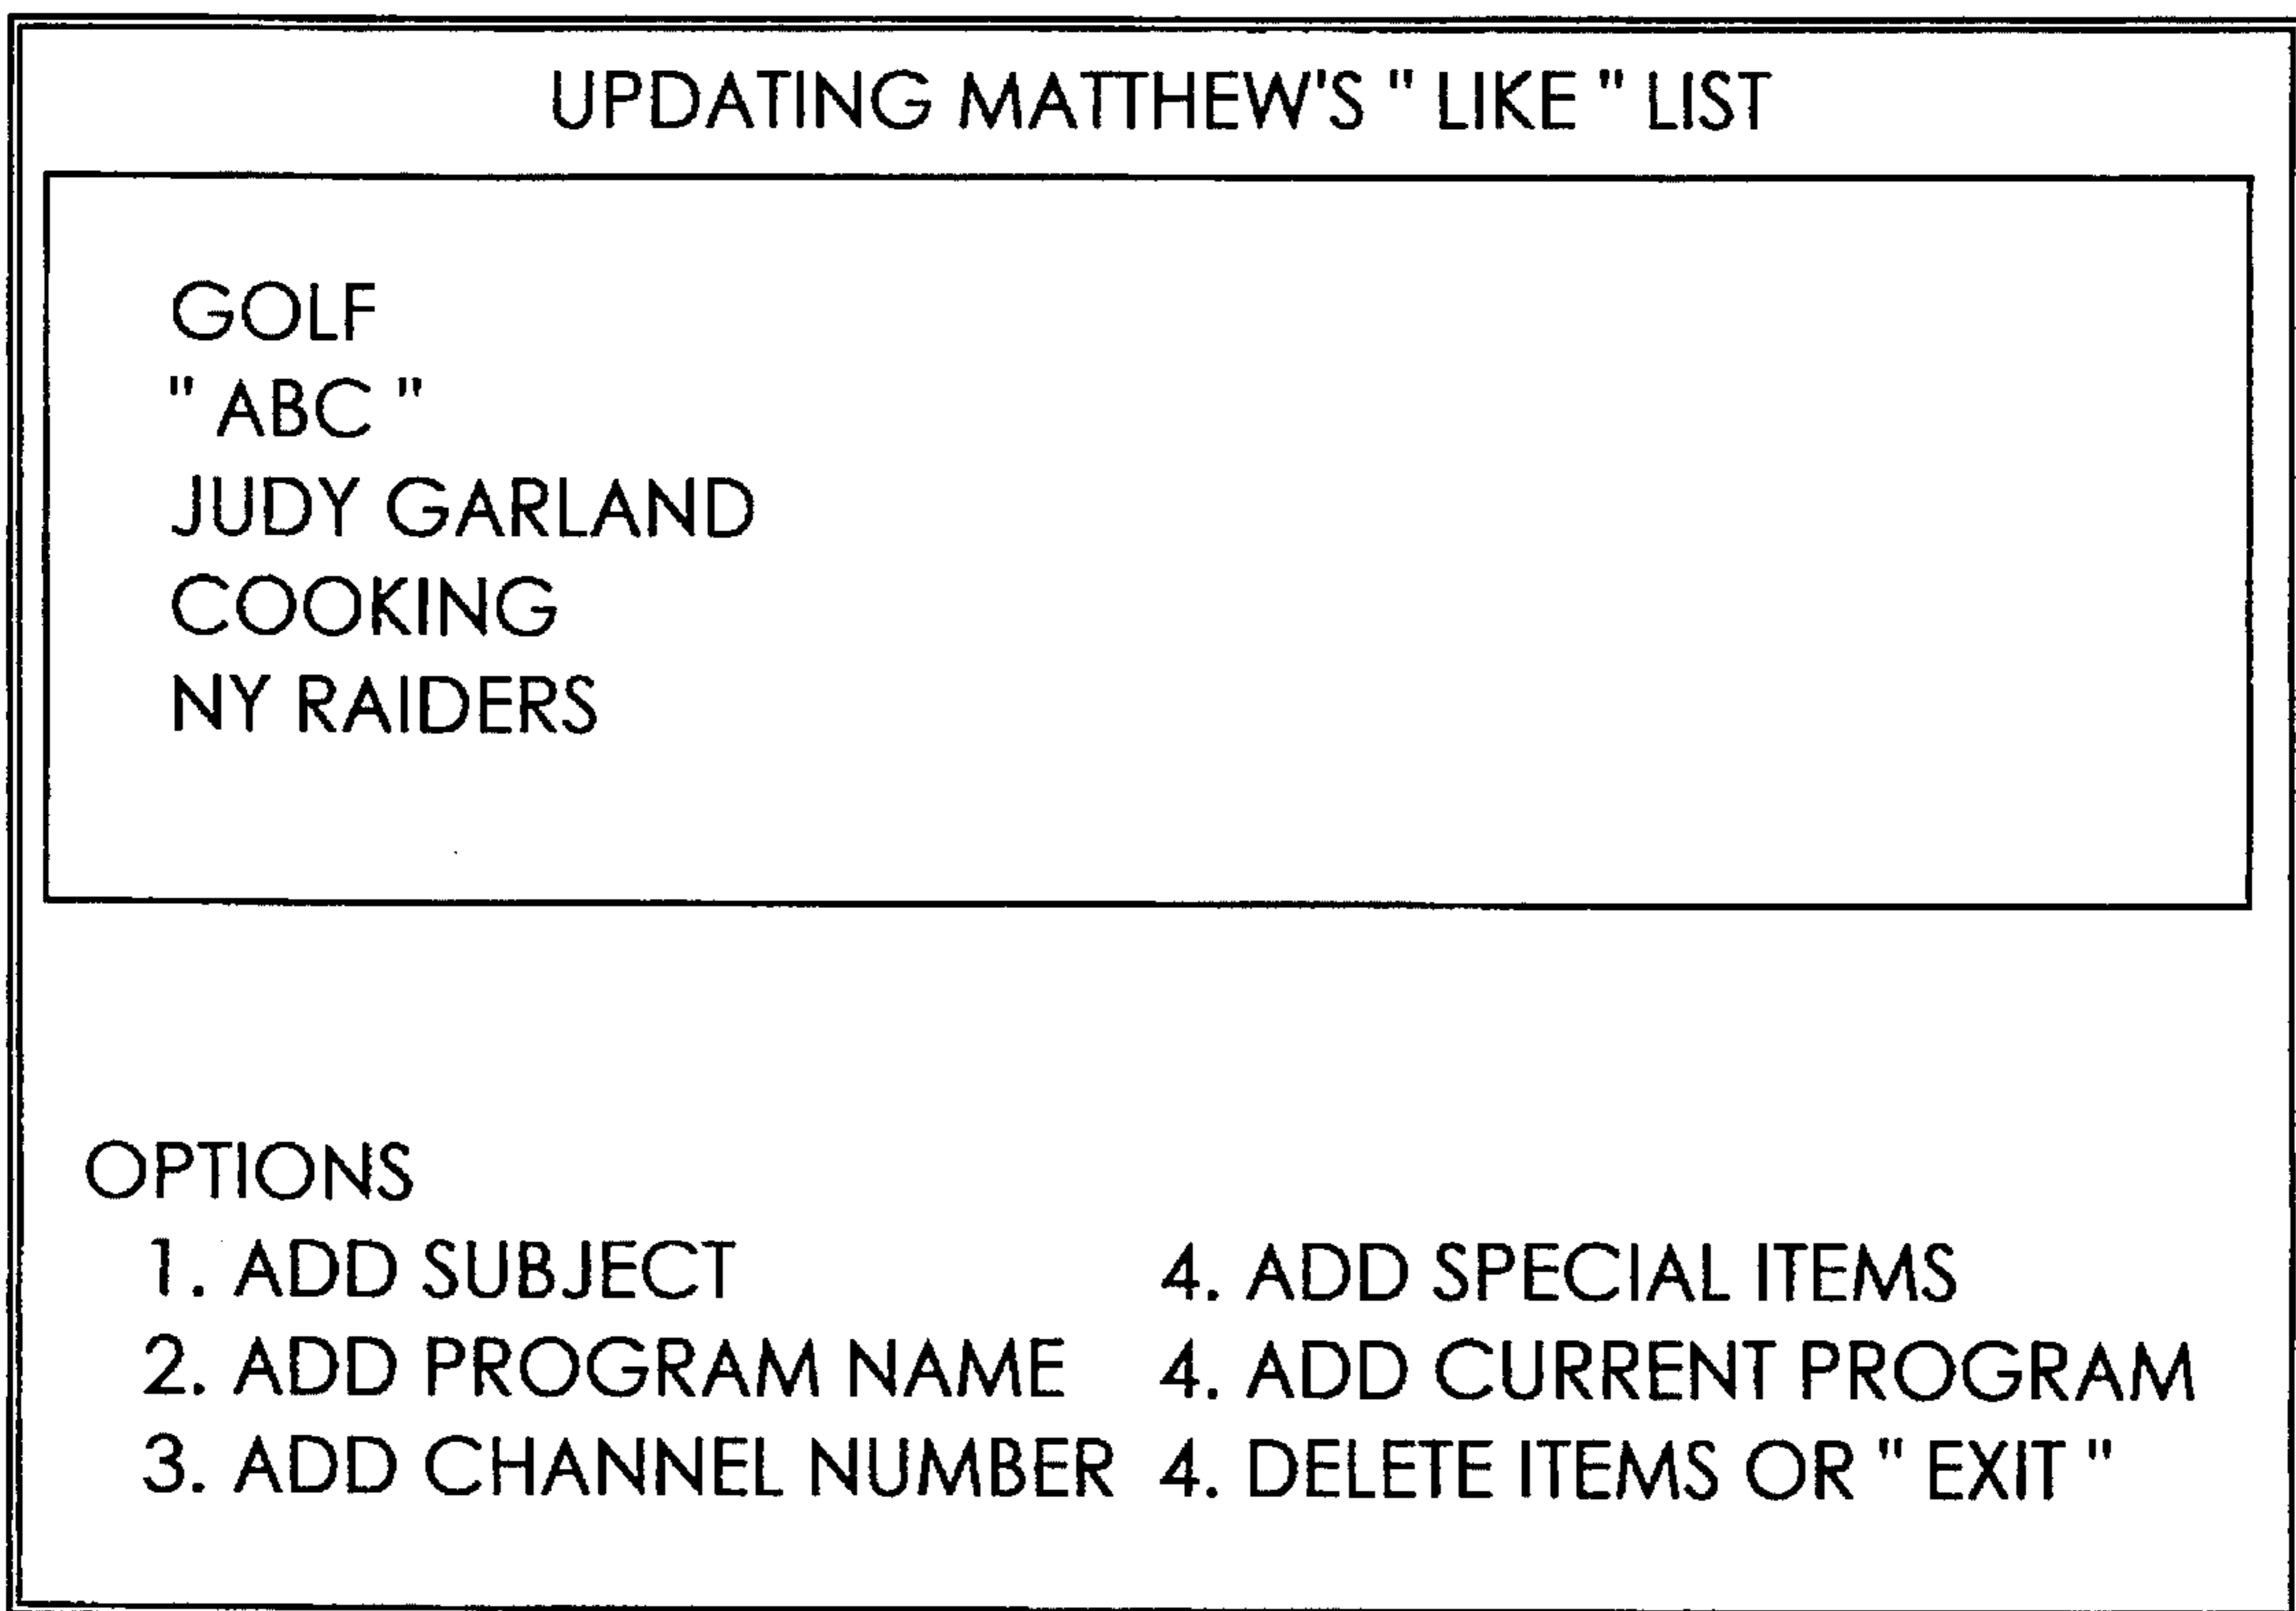 UPDATING MATTHEW'S " LIKE " LIST
GOLF
" ABC "
JUDY GARLAND
COOKING
NY RAIDERS
OPTIONS
1. ADD SUBJECT
2. ADD PROGRAM NAME
3. ADD CHANNEL NUMBER
4. ADD SPECIAL ITEMS
4. ADD CURRENT PROGRAM
4. DELETE ITEMS OR " EXIT "